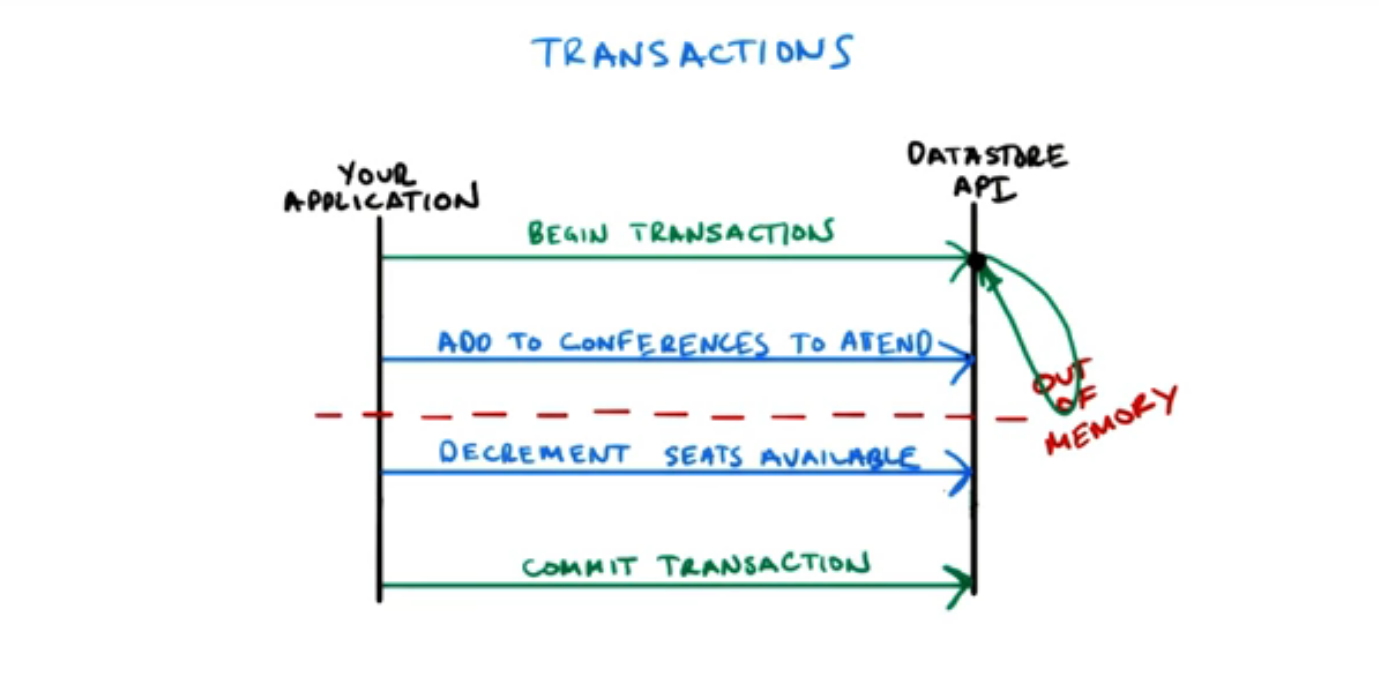 TRANSACTIONS
YOUR
APPLICATION
DATASTORE
API
BEGIN TRANSACTIONS
ADD TO CONFERENCES TO ATEND
OUT
OF
MEMORY
DECREMENT SEATS AVAILABLE
COMMIT TRANSACTION